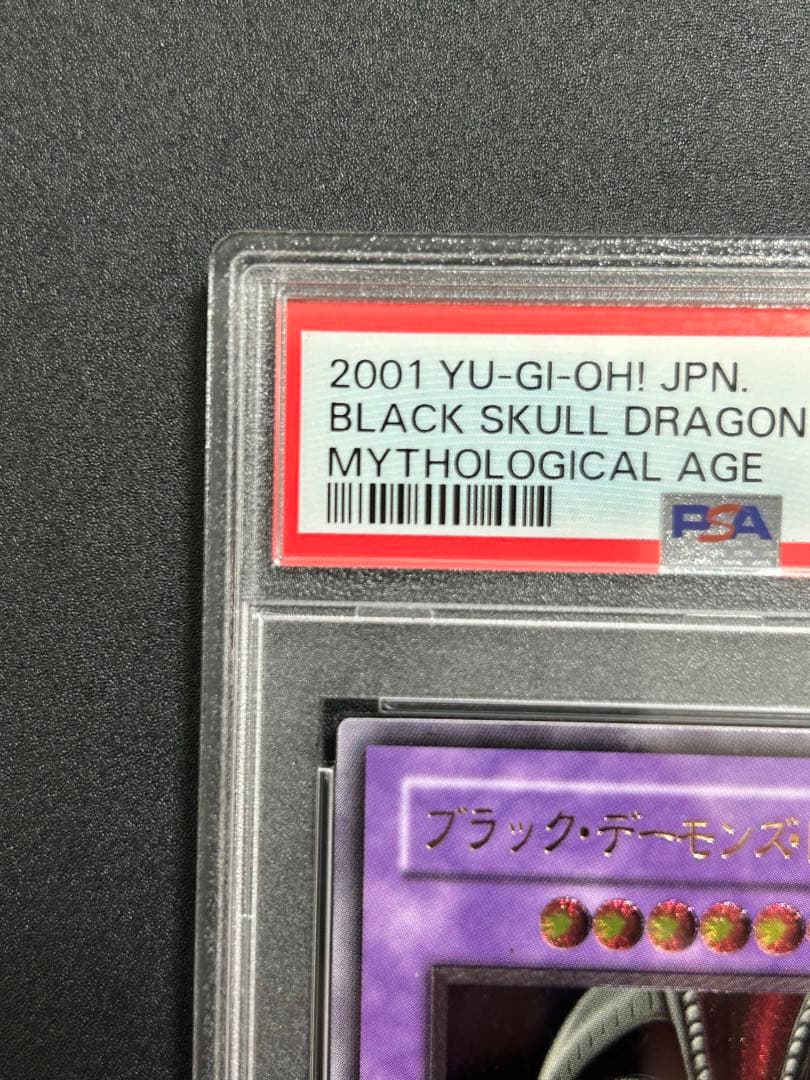 2001 YU-GI-OH! JPN.
BLACK SKULL DRAGON
MYTHOLOGICAL AGE
PSA
ブラック・デーモンズ・